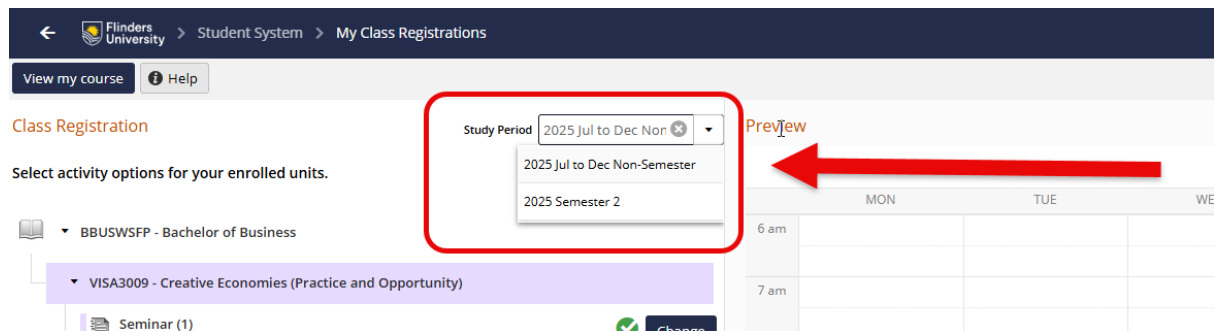 Flinders
University > Student System > My Class Registrations
View my course Help
Class Registration
Study Period 2025 Jul to Dec Non
Preview
2025 Jul to Dec Non-Semester
Select activity options for your enrolled units.
2025 Semester 2
MON TUE WE
BBUSWSFP - Bachelor of Business
6 am
VISA3009 - Creative Economies (Practice and Opportunity)
7 am
Seminar (1)
Change